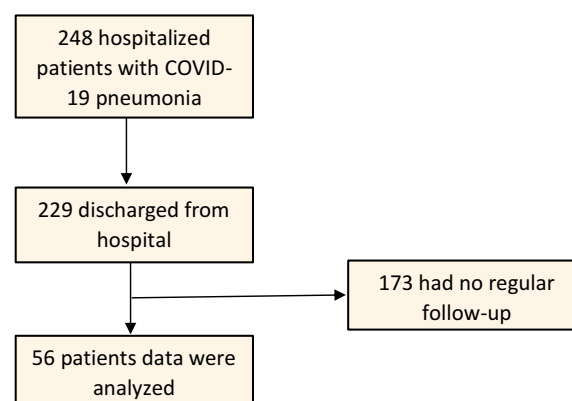 248 hospitalized
patients with COVID-
19 pneumonia
229 discharged from
hospital
173 had no regular
follow-up
56 patients data were
analyzed